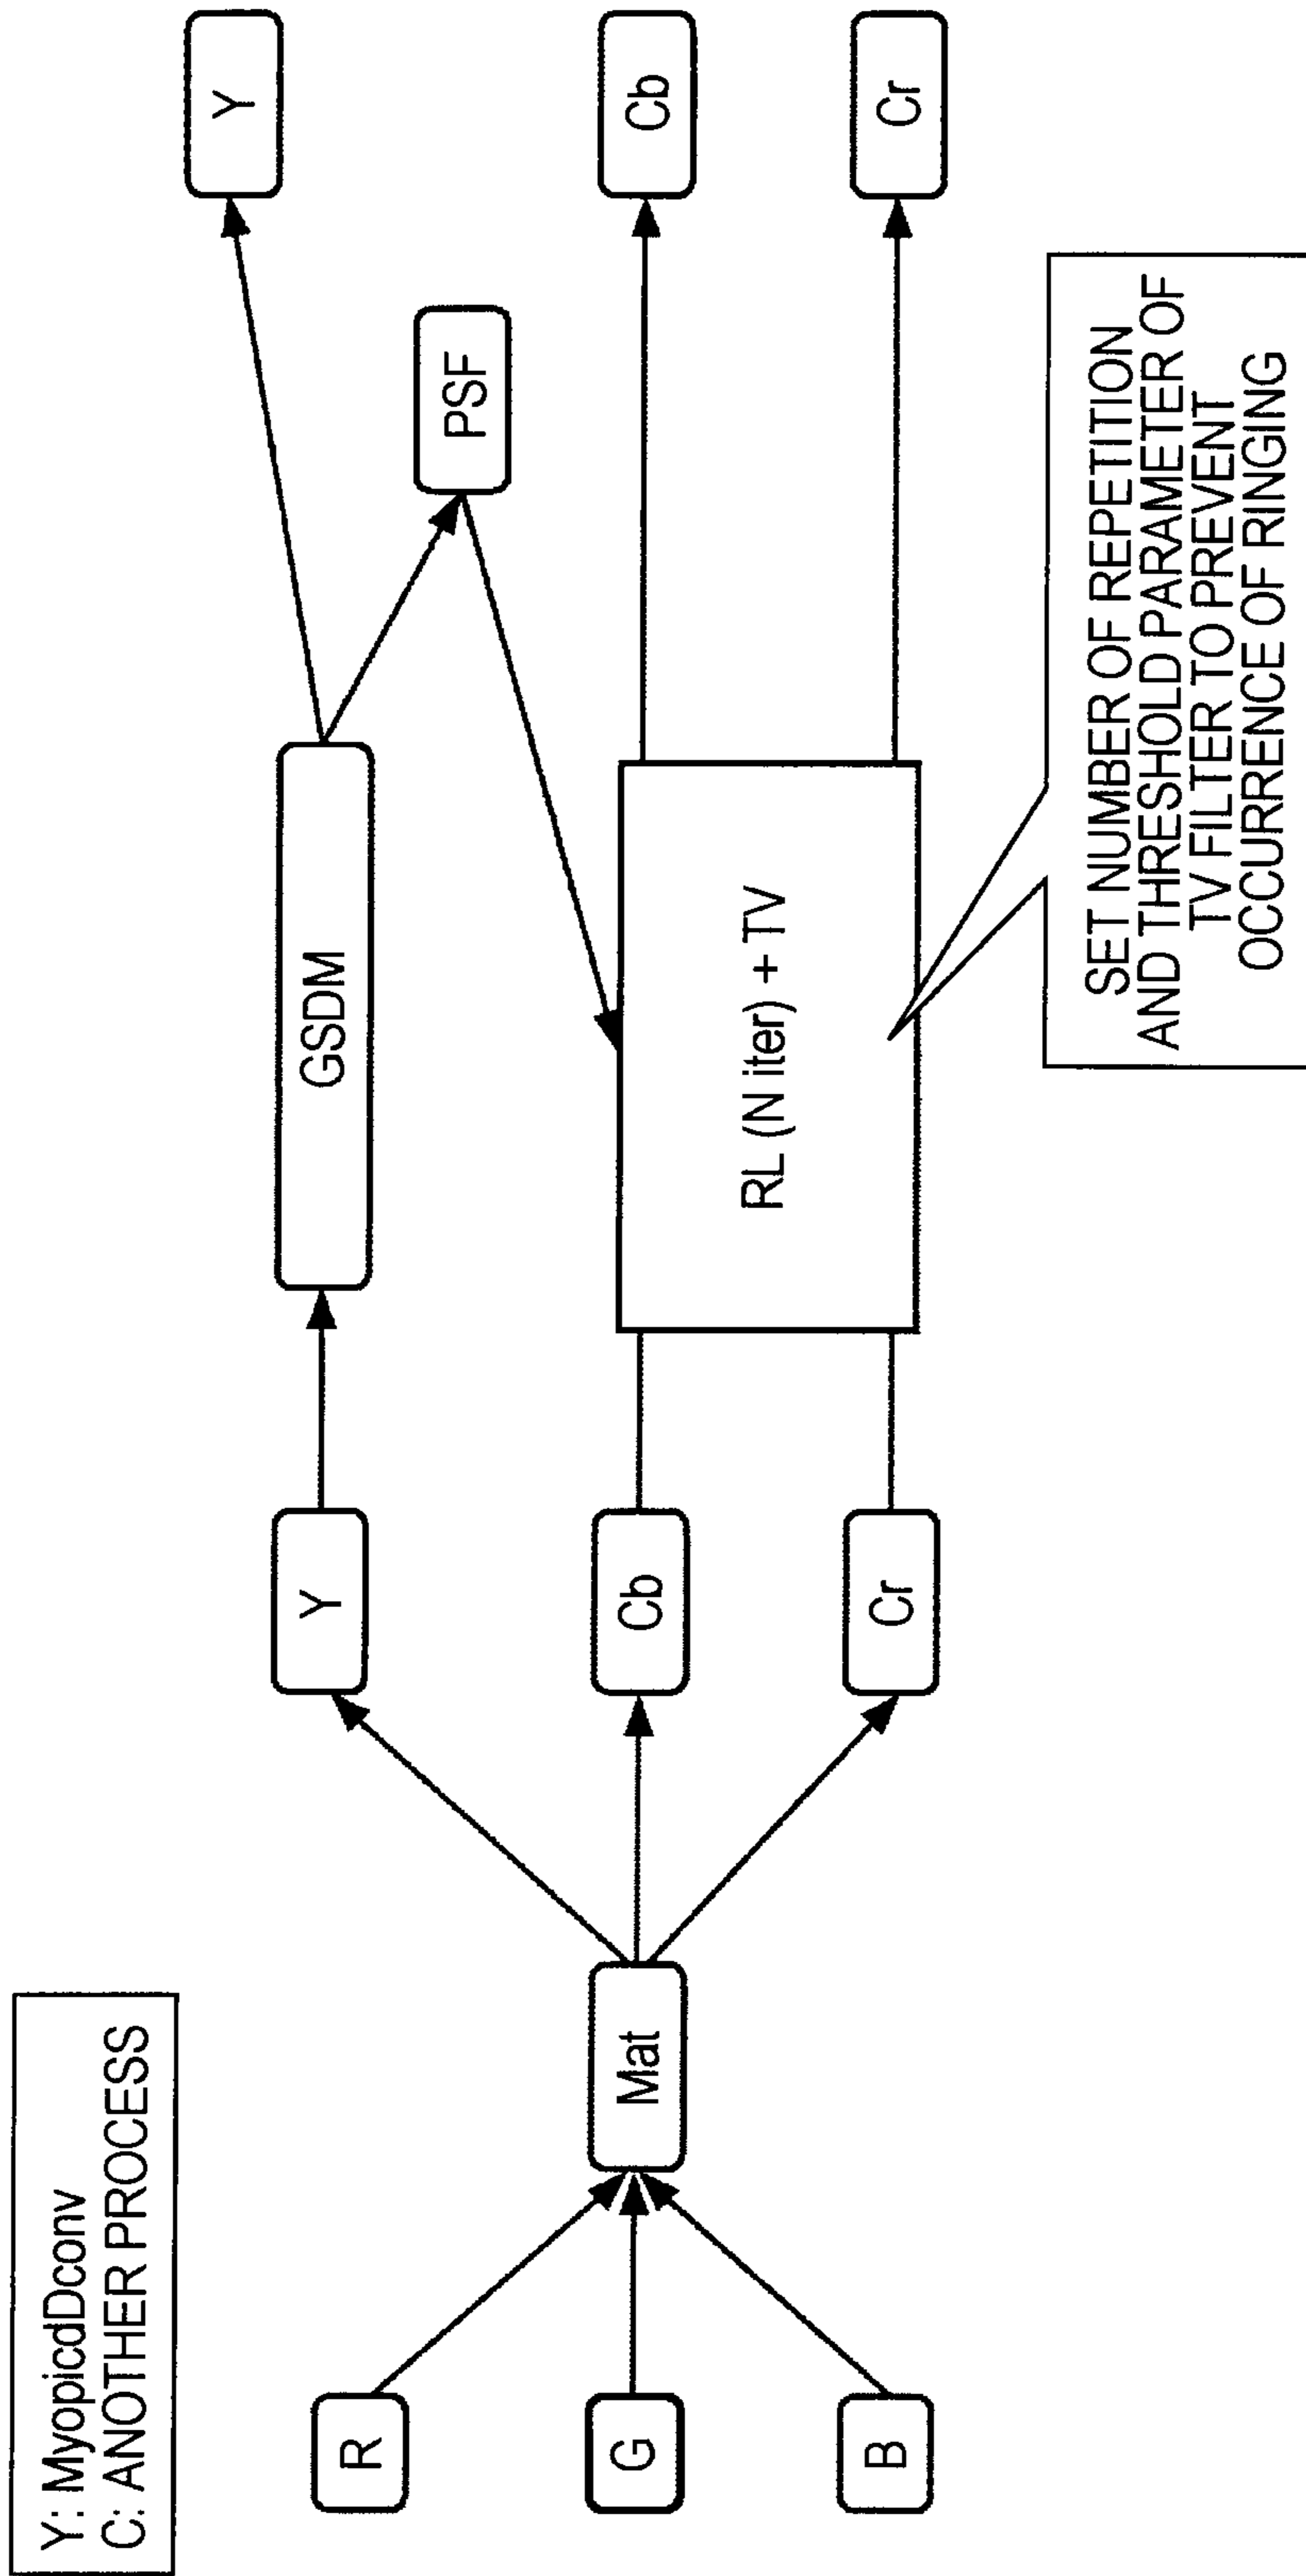 Y: MyopicdDconv
C: ANOTHER PROCESS
R
G
B
Mat
Y
Cb
Cr
GSDM
RL (N iter) + TV
PSF
Y
Cb
Cr
SET NUMBER OF REPETITION
AND THRESHOLD PARAMETER OF
TV FILTER TO PREVENT
OCCURRENCE OF RINGING